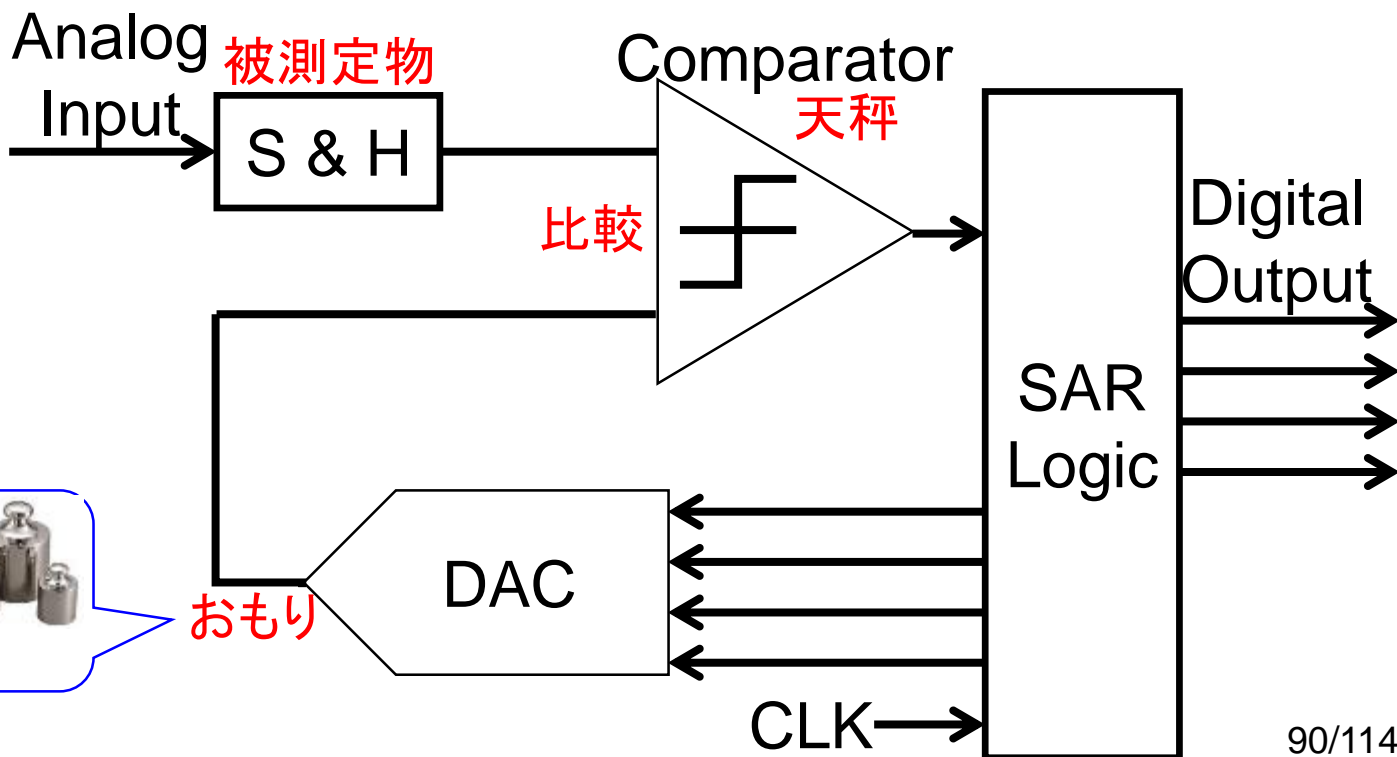 Analog
Input
被測定物
S & H
Comparator
天秤
比較
Digital
Output
SAR
Logic
DAC
おもり
CLK
90/114